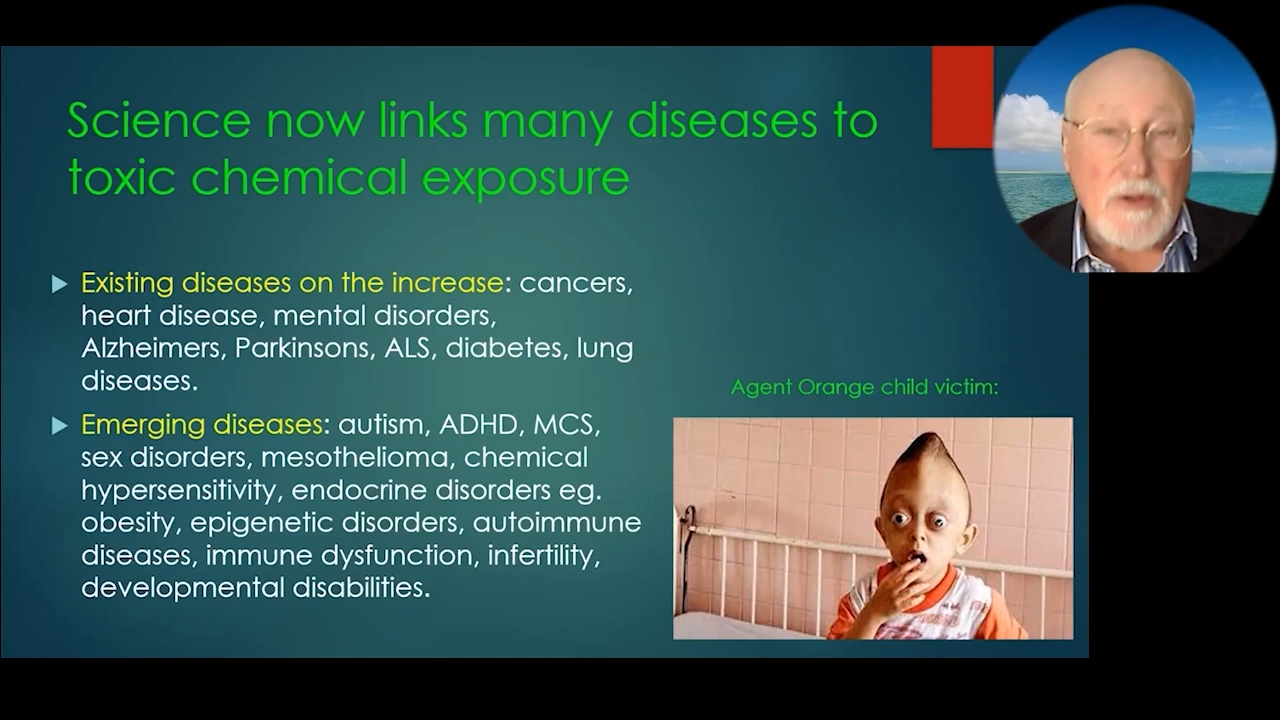 Science now links many diseases to
toxic chemical exposure
Existing diseases on the increase: cancers,
heart disease, mental disorders,
Alzheimers, Parkinsons, ALS, diabetes, lung
diseases.
Emerging diseases: autism, ADHD, MCS,
sex disorders, mesothelioma, chemical
hypersensitivity, endocrine disorders eg.
obesity, epigenetic disorders, autoimmune
diseases, immune dysfunction, infertility,
developmental disabilities.
Agent Orange child victim: